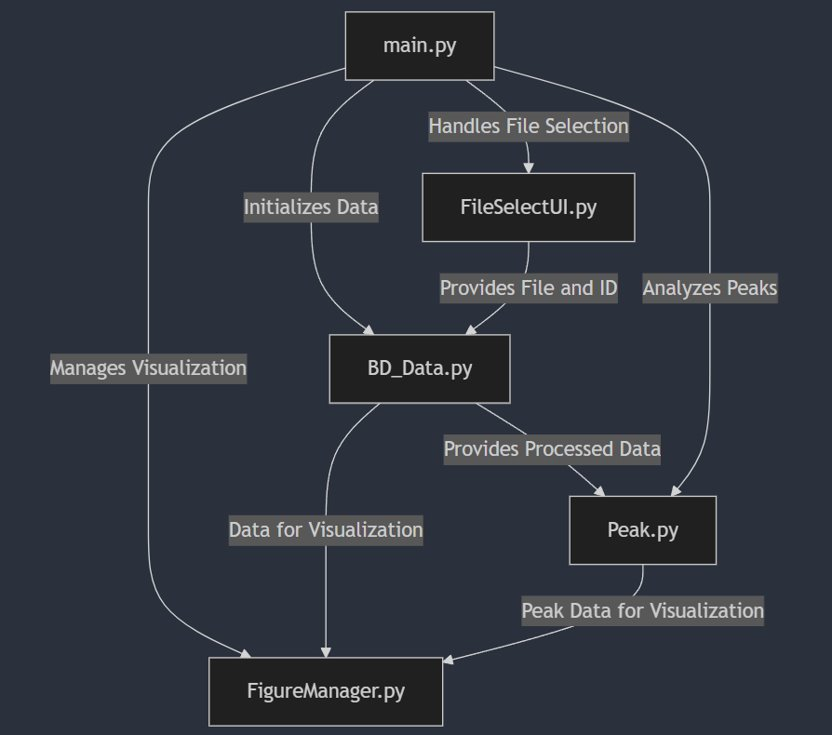 main.py
Handles File Selection
Initializes Data
FileSelectUI.py
Provides File and ID
Analyzes Peaks
Manages Visualization
BD_Data.py
Provides Processed Data
Data for Visualization
Peak.py
Peak Data for Visualization
FigureManager.py